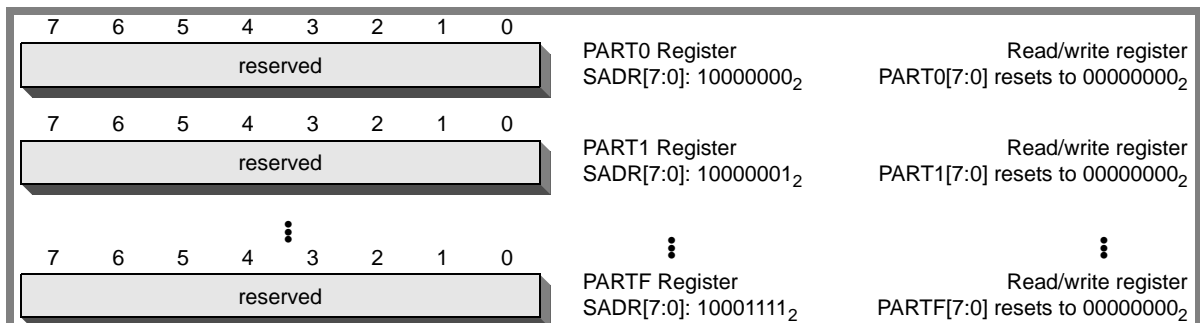 7 6 5 4 3 2 1 0
reserved
PART0 Register Read/write register
SADR[7:0]: 10000000₂ PART0[7:0] resets to 00000000₂
7 6 5 4 3 2 1 0
reserved
PART1 Register Read/write register
SADR[7:0]: 10000001₂ PART1[7:0] resets to 00000000₂
7 6 5 4 3 2 1 0
reserved
PARTF Register Read/write register
SADR[7:0]: 10001111₂ PARTF[7:0] resets to 00000000₂